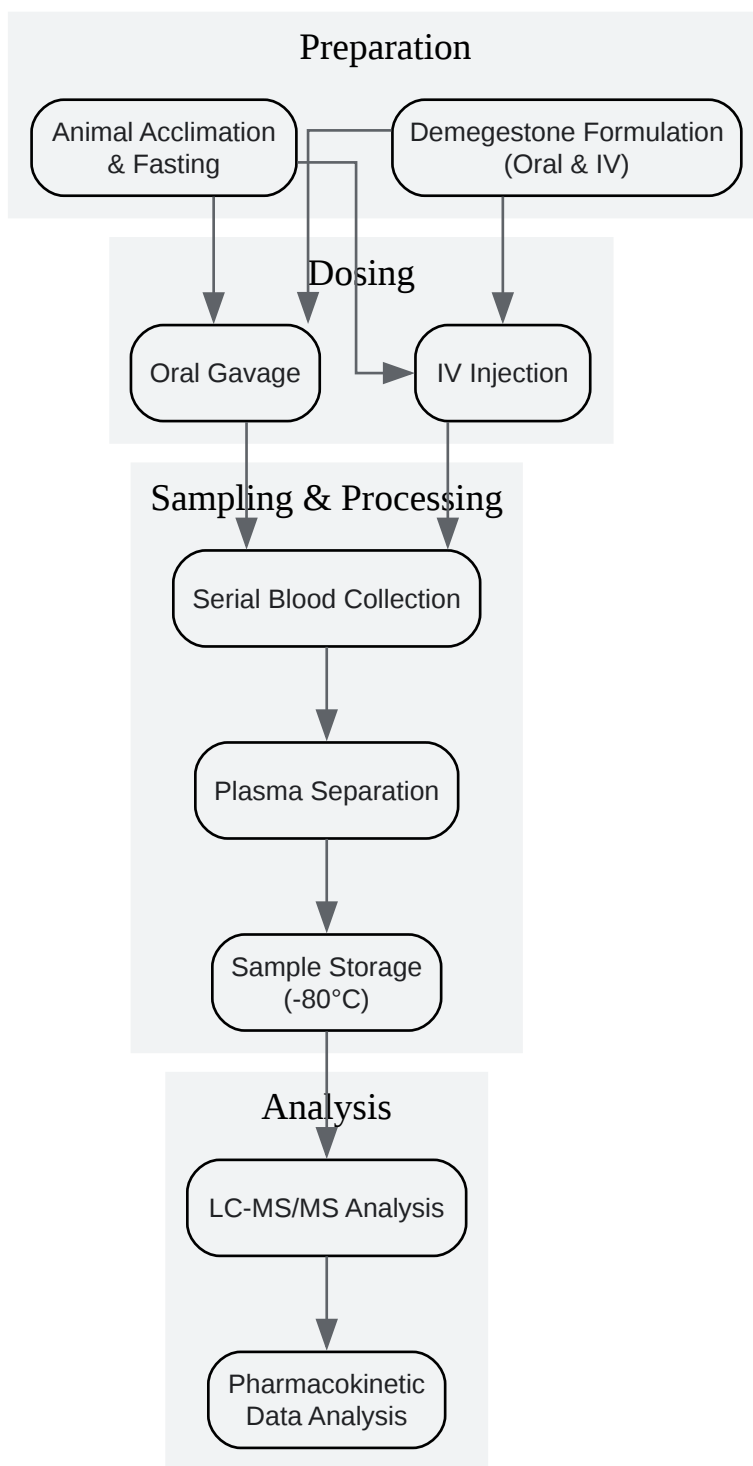 Preparation
Animal Acclimation
& Fasting
Demegestone Formulation
(Oral & IV)
Dosing
Oral Gavage
IV Injection
Sampling & Processing
Serial Blood Collection
Plasma Separation
Sample Storage
(-80°C)
Analysis
LC-MS/MS Analysis
Pharmacokinetic
Data Analysis